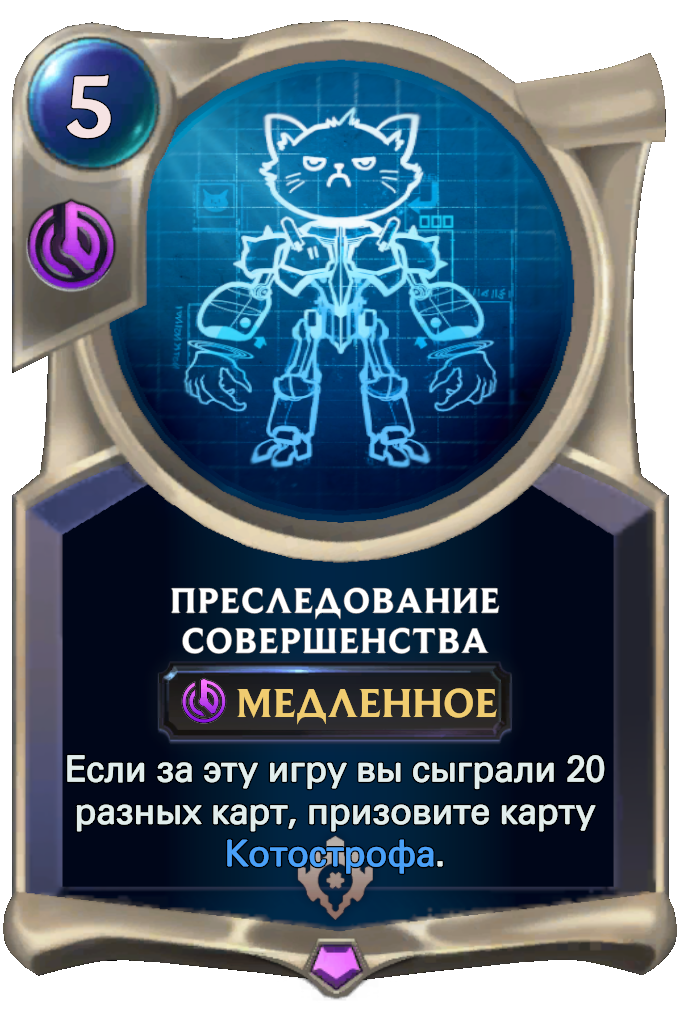 5
ПРЕСЛЕДОВАНИЕ
СОВЕРШЕНСТВА
МЕДЛЕННОЕ
Если за эту игру вы сыграли 20
разных карт, призовите карту
Котострофа.